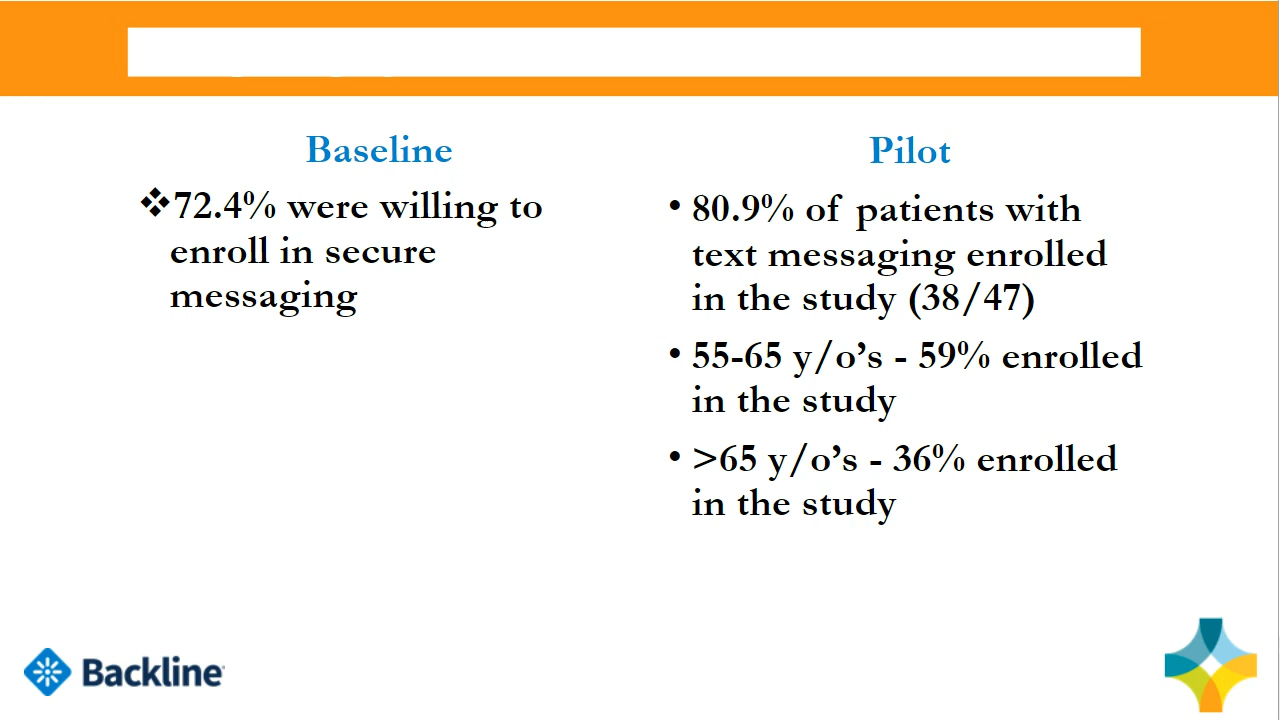 Baseline
❖72.4% were willing to
enroll in secure
messaging
Pilot
• 80.9% of patients with
text messaging enrolled
in the study (38/47)
• 55-65 y/o’s - 59% enrolled
in the study
• >65 y/o’s - 36% enrolled
in the study
Backline